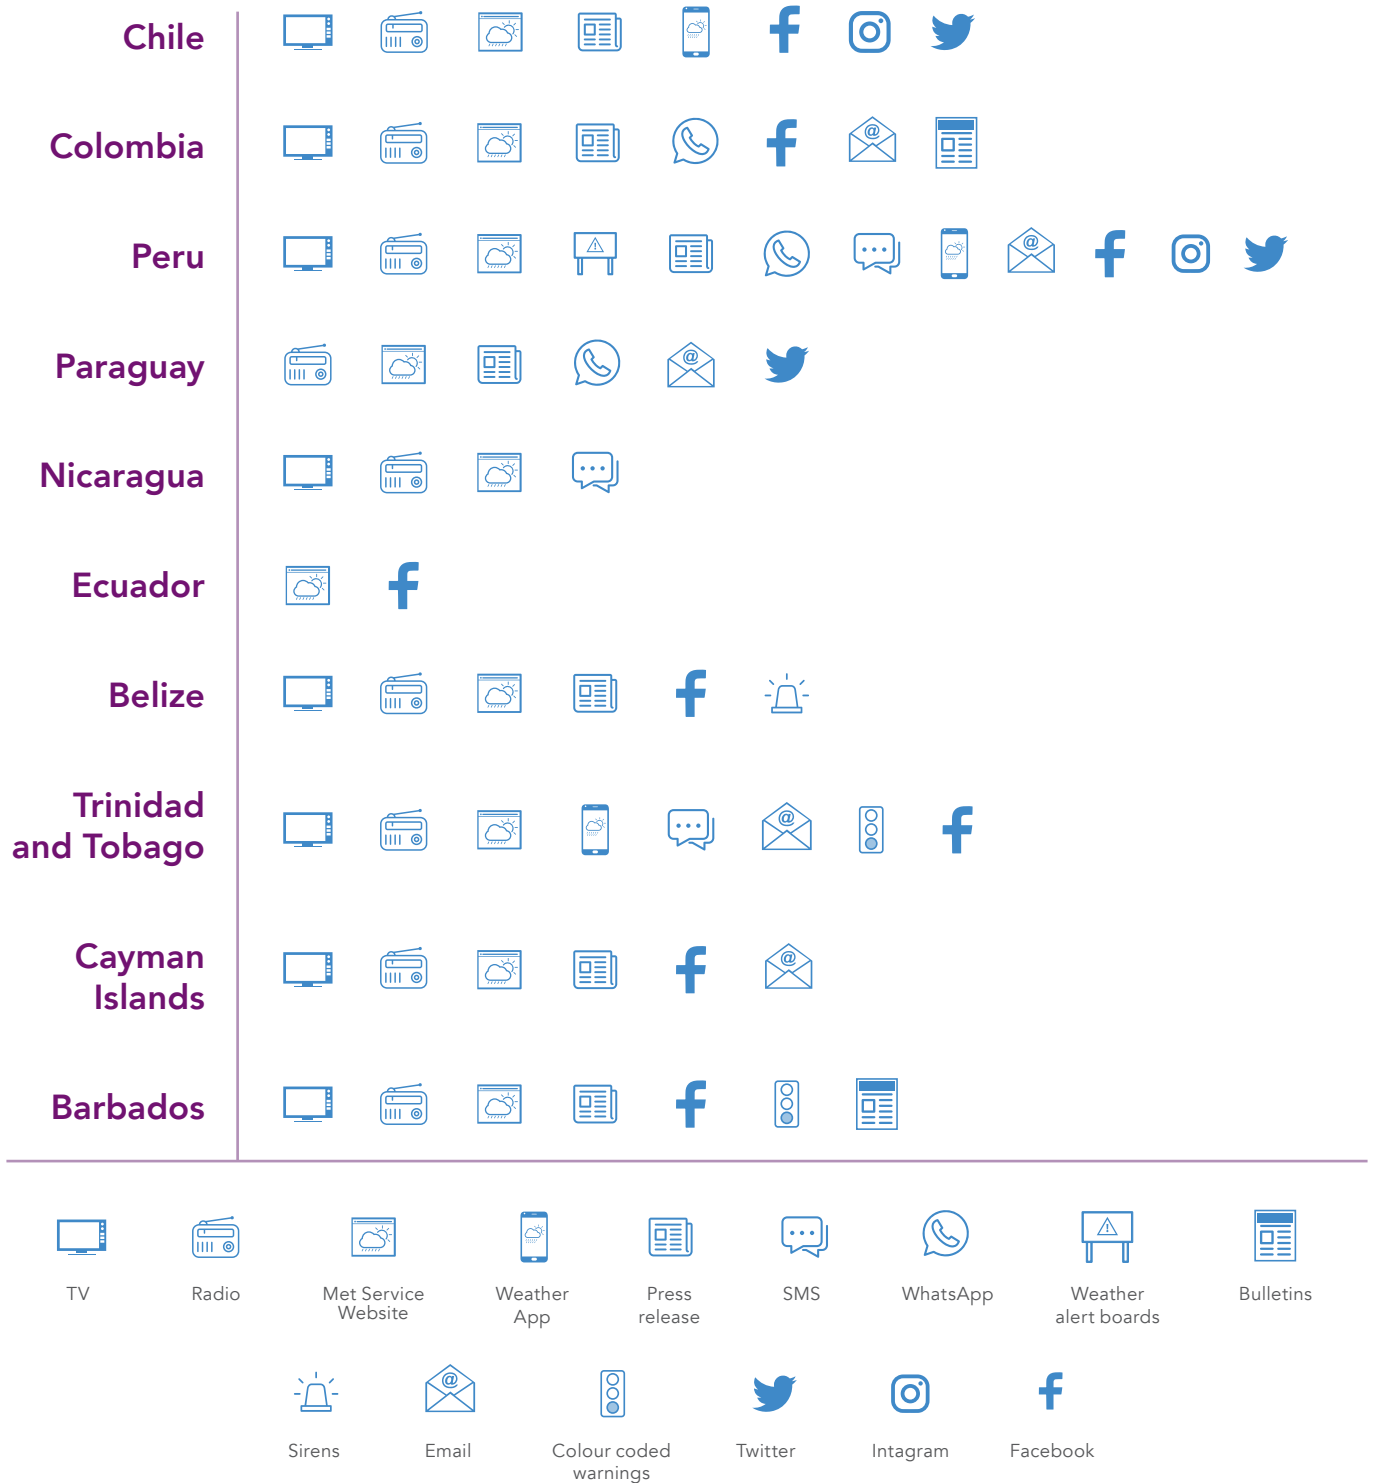 Chile
Colombia
Peru
Paraguay
Nicaragua
Ecuador
Belize
Trinidad
and Tobago
Cayman
Islands
Barbados
TV
Radio
Met Service
Website
Weather
App
Press
release
SMS
WhatsApp
Weather
alert boards
Bulletins
Sirens
Email
Colour coded
warnings
Twitter
Intagram
Facebook